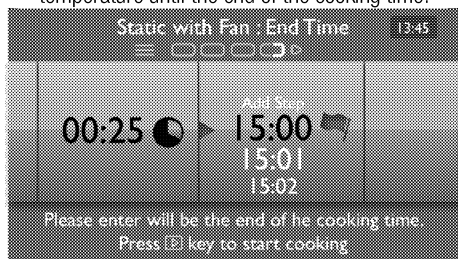 temperature until the end of the cooking time.
Static with Fan : End Time 13:45
Add Step
00:25 15:00
15:01
15:02
Please enter will be the end of he cooking time.
Press key to start cooking